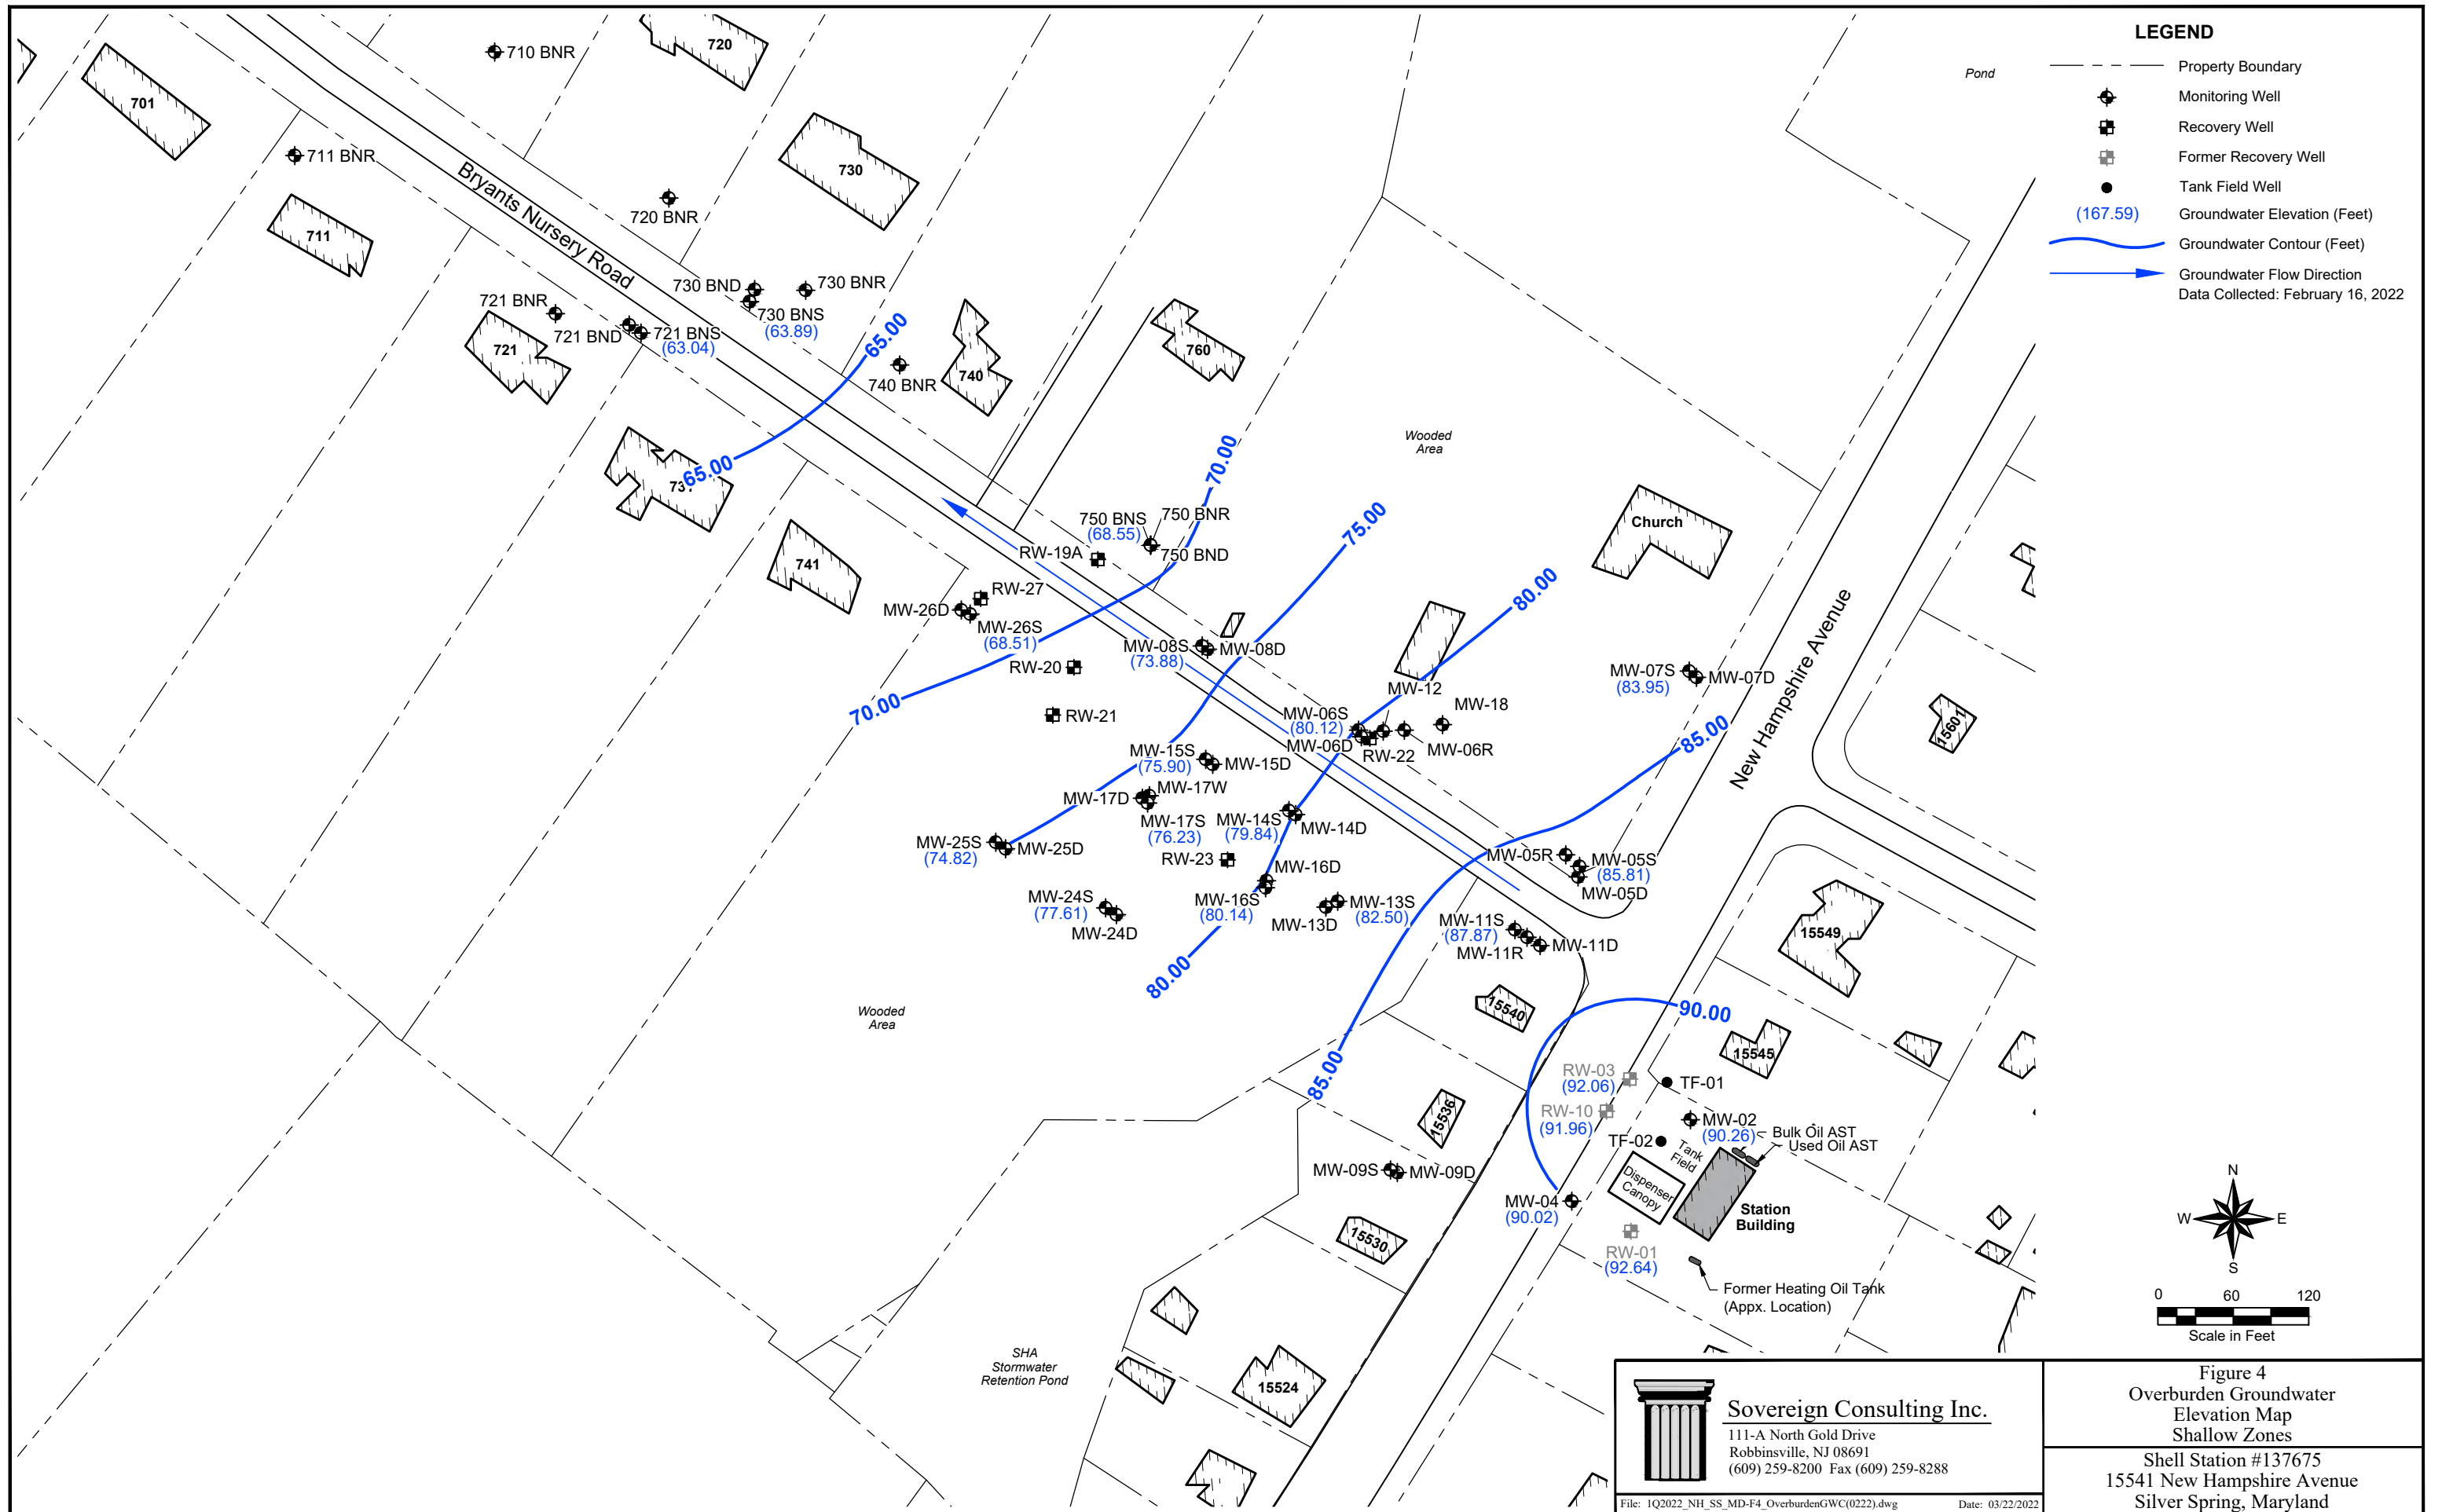 710 BNR
720
701
730
711 BNR
711
Bryants Nursery Road
720 BNR
730 BND
730 BNR
730 BNS
(63.89)
721 BNR
721 BND
721 BNS
(63.04)
721
65.00
740 BNR
740
760
Pond
LEGEND
Property Boundary
Monitoring Well
Recovery Well
Former Recovery Well
Tank Field Well
(167.59)
Groundwater Elevation (Feet)
Groundwater Contour (Feet)
Groundwater Flow Direction
Data Collected: February 16, 2022
65.00
70.00
Wooded
Area
75.00
80.00
Church
741
750 BNS
(68.55)
750 BNR
750 BND
RW-19A
RW-27
MW-26D
MW-26S
(68.51)
RW-20
RW-21
70.00
MW-08S
(73.88)
MW-08D
MW-12
MW-18
MW-06S
(80.12)
MW-06D
RW-22
MW-06R
MW-07S
(83.95)
MW-07D
New Hampshire Avenue
85.00
15601
MW-15S
(75.90)
MW-15D
MW-17D
MW-17W
MW-17S
(76.23)
MW-14S
(79.84)
MW-14D
MW-25S
(74.82)
MW-25D
RW-23
MW-16D
MW-16S
(80.14)
MW-24S
(77.61)
MW-24D
MW-13D
MW-13S
(82.50)
MW-05R
MW-05S
(85.81)
MW-05D
MW-11S
(87.87)
MW-11R
MW-11D
80.00
85.00
Wooded
Area
15549
15540
90.00
15545
RW-03
(92.06)
TF-01
RW-10
(91.96)
MW-02
(90.26)
Bulk Oil AST
Used Oil AST
TF-02
Tank
Field
Dispenser
Canopy
Station
Building
15536
MW-09S
MW-09D
MW-04
(90.02)
15530
RW-01
(92.64)
Former Heating Oil Tank
(Appx. Location)
SHA
Stormwater
Retention Pond
15524
N
W
E
S
0 60 120
Scale in Feet
Sovereign Consulting Inc.
111-A North Gold Drive
Robbinsville, NJ 08691
(609) 259-8200 Fax (609) 259-8288
File: 1Q2022_NH_SS_MD-F4_OverburdenGWC(0222).dwg Date: 03/22/2022
Figure 4
Overburden Groundwater
Elevation Map
Shallow Zones
Shell Station #137675
15541 New Hampshire Avenue
Silver Spring, Maryland